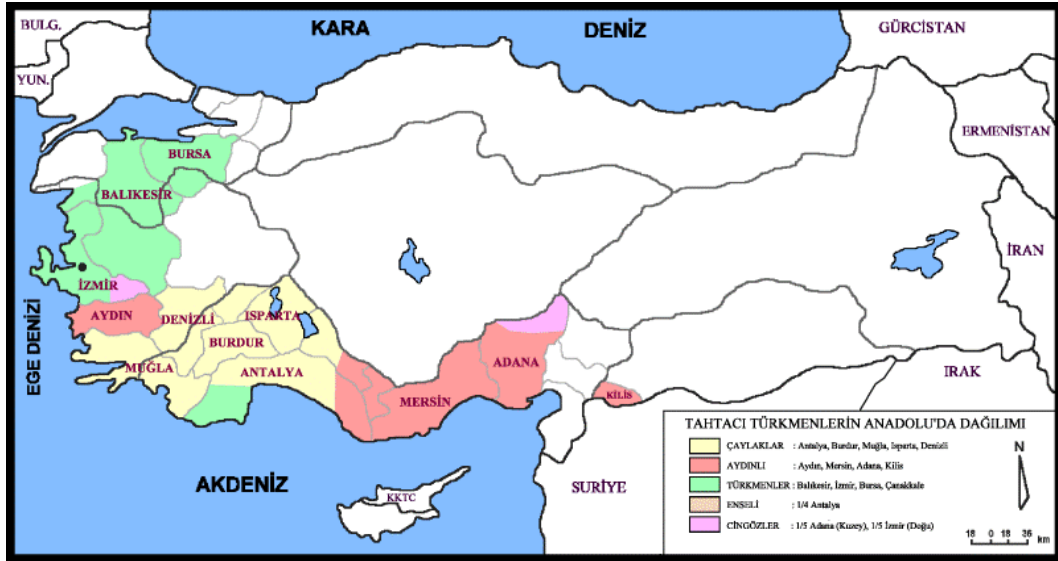 BULG.
KARA DENİZ
GÜRCİSTAN
YUN.
BURSA
ERMENİSTAN
BALIKESİR
İRAN
İZMİR
AYDIN
DENİZLİ
ISPARTA
EGE DENİZİ
BURDUR
MUĞLA
ANTALYA
ADANA
IRAK
MERSİN
KİLİS
AKDENİZ
KKTC
SURİYE
TAHTACI TÜRKMENLERİN ANADOLU'DA DAĞILIMI
ÇAYLAKLAR : Antalya, Burdur, Muğla, Isparta, Denizli
AYDINLI : Aydın, Mersin, Adana, Kilis
TÜRKMENLER : Balıkesir, İzmir, Bursa, Çanakkale
ENSELİ : 1/4 Antalya
CİNGÖZLER : 1/5 Adana (Kuzey), 1/5 İzmir (Doğu)
N
18 0 18 36 km